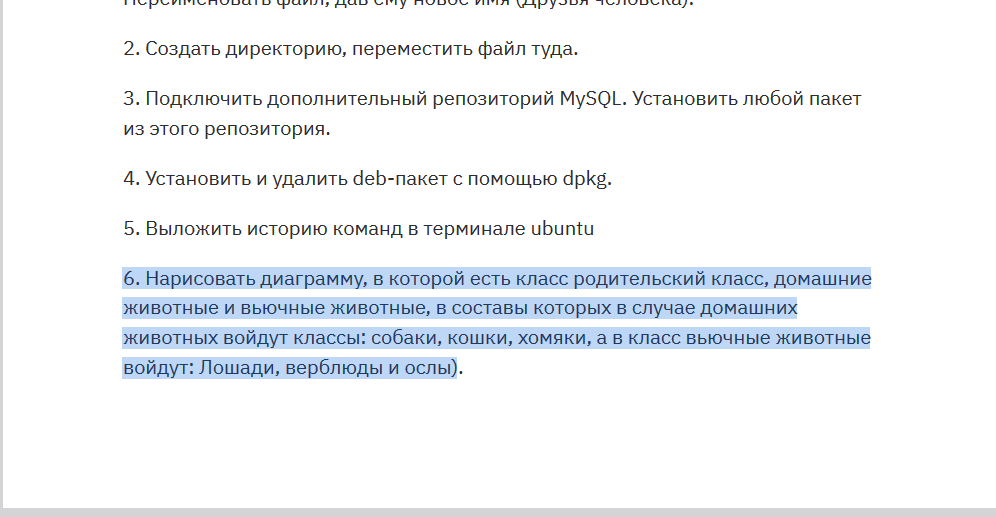 Переименовать файл, дав ему новое имя (Друзья человека).
2. Создать директорию, переместить файл туда.
3. Подключить дополнительный репозиторий MySQL. Установить любой пакет
из этого репозитория.
4. Установить и удалить deb-пакет с помощью dpkg.
5. Выложить историю команд в терминале ubuntu
6. Нарисовать диаграмму, в которой есть класс родительский класс, домашние
животные и вьючные животные, в составы которых в случае домашних
животных войдут классы: собаки, кошки, хомяки, а в класс вьючные животные
войдут: Лошади, верблюды и ослы).